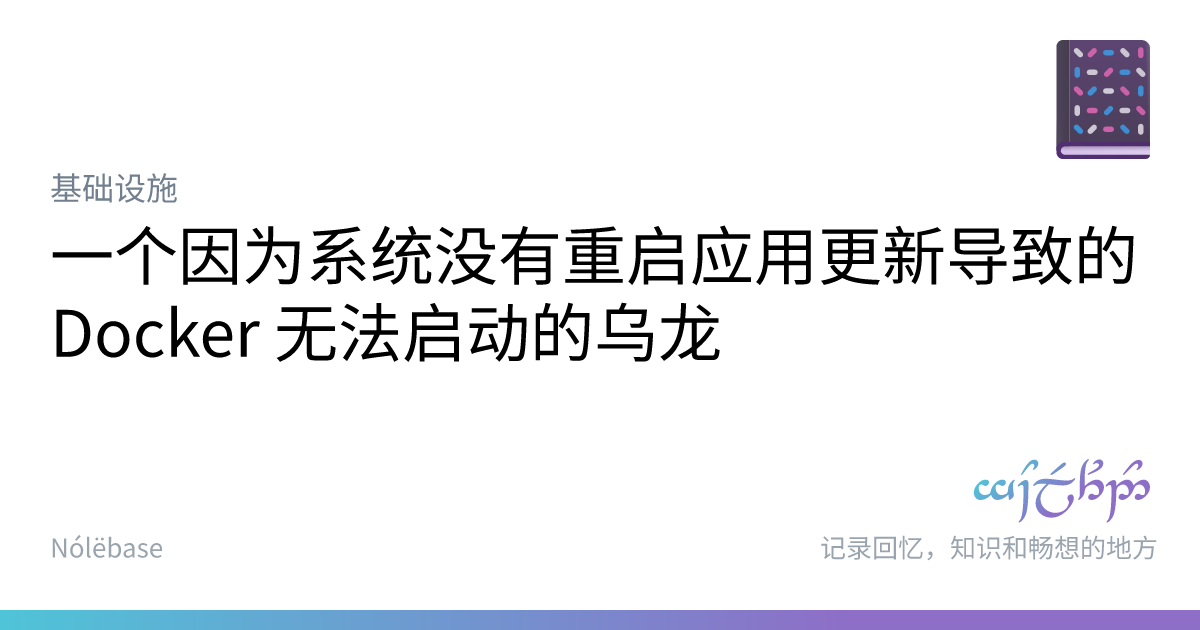 基础设施
一个因为系统没有重启应用更新导致的
Docker 无法启动的乌龙
Nólëbase
记录回忆，知识和畅想的地方